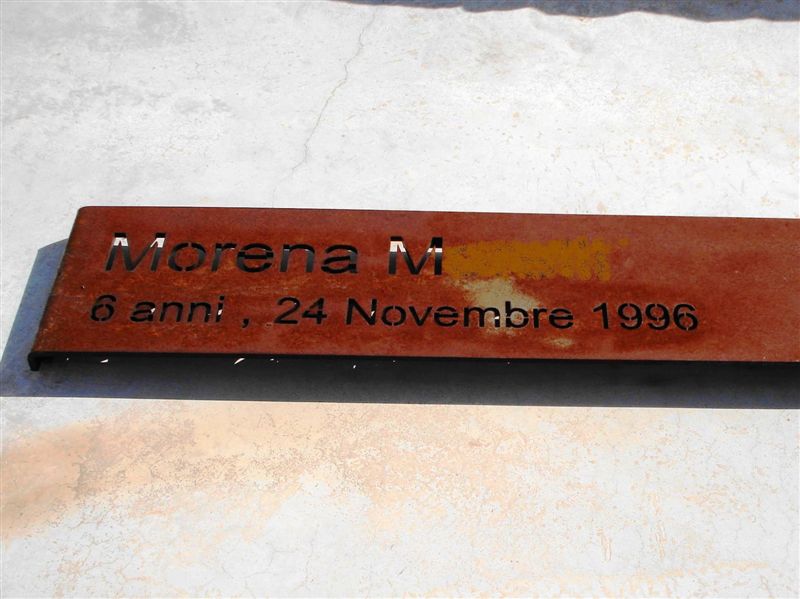 Morena M
6 anni , 24 Novembre 1996